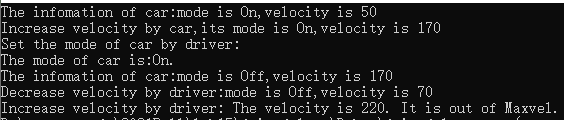 The infomation of car:mode is On,velocity is 50
Increase velocity by car,its mode is On,velocity is 170
Set the mode of car by driver:
The mode of car is:On.
The infomation of car:mode is Off,velocity is 170
Decrease velocity by driver:mode is Off,velocity is 70
Increase velocity by driver: The velocity is 220. It is out of Maxvel.